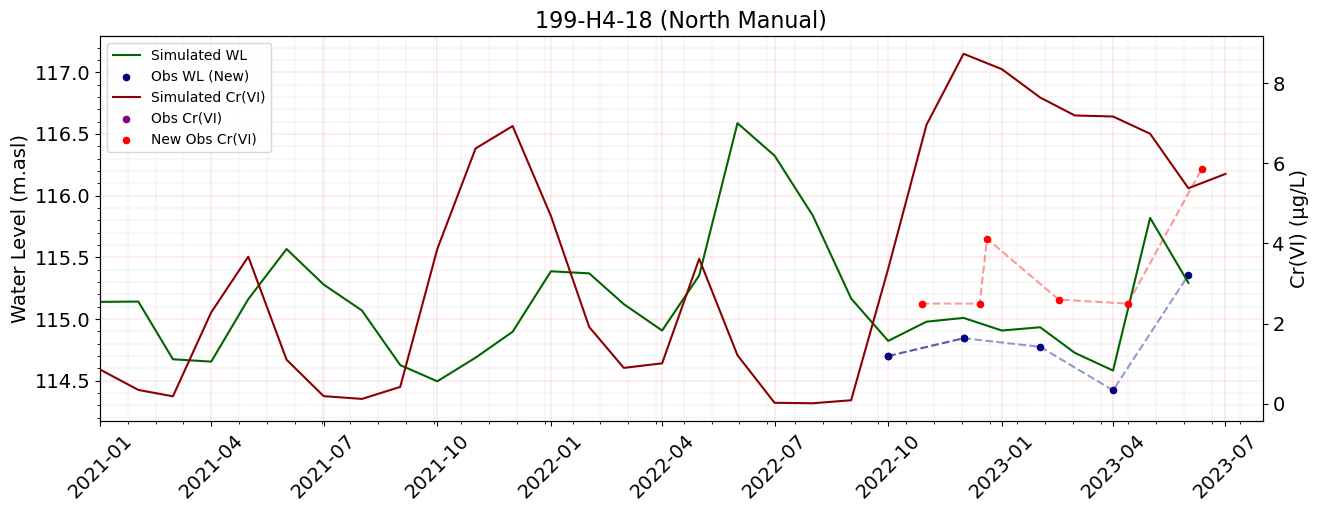 199-H4-18 (North Manual)
Simulated WL
Obs WL (New)
Simulated Cr(VI)
Obs Cr(VI)
New Obs Cr(VI)
Water Level (m.asl)
117.0
116.5
116.0
115.5
115.0
114.5
8
6
4
2
0
Cr(VI) (μg/L)
2021-01
2021-04
2021-07
2021-10
2022-01
2022-04
2022-07
2022-10
2023-01
2023-04
2023-07